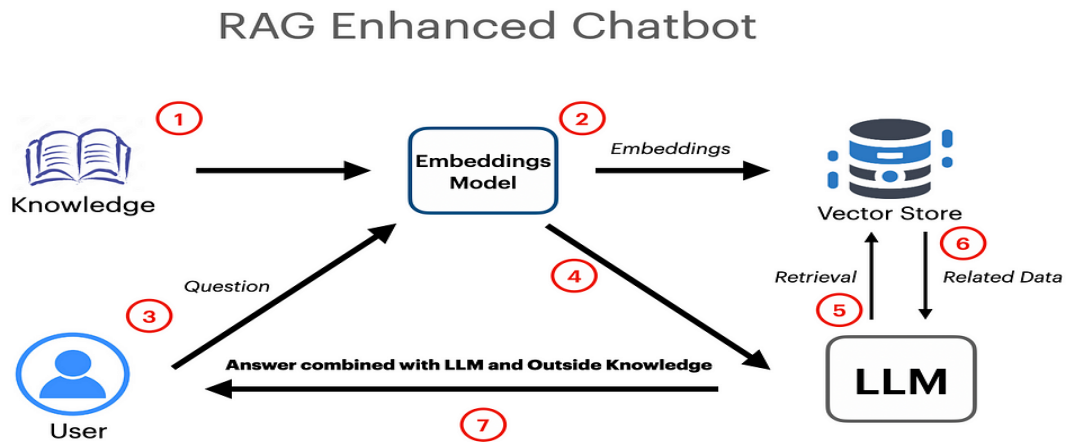 RAG Enhanced Chatbot
1
2
Embeddings
Model
Embeddings
Knowledge
Vector Store
6
4
Retrieval
Related Data
Question
3
5
Answer combined with LLM and Outside Knowledge
LLM
7
User